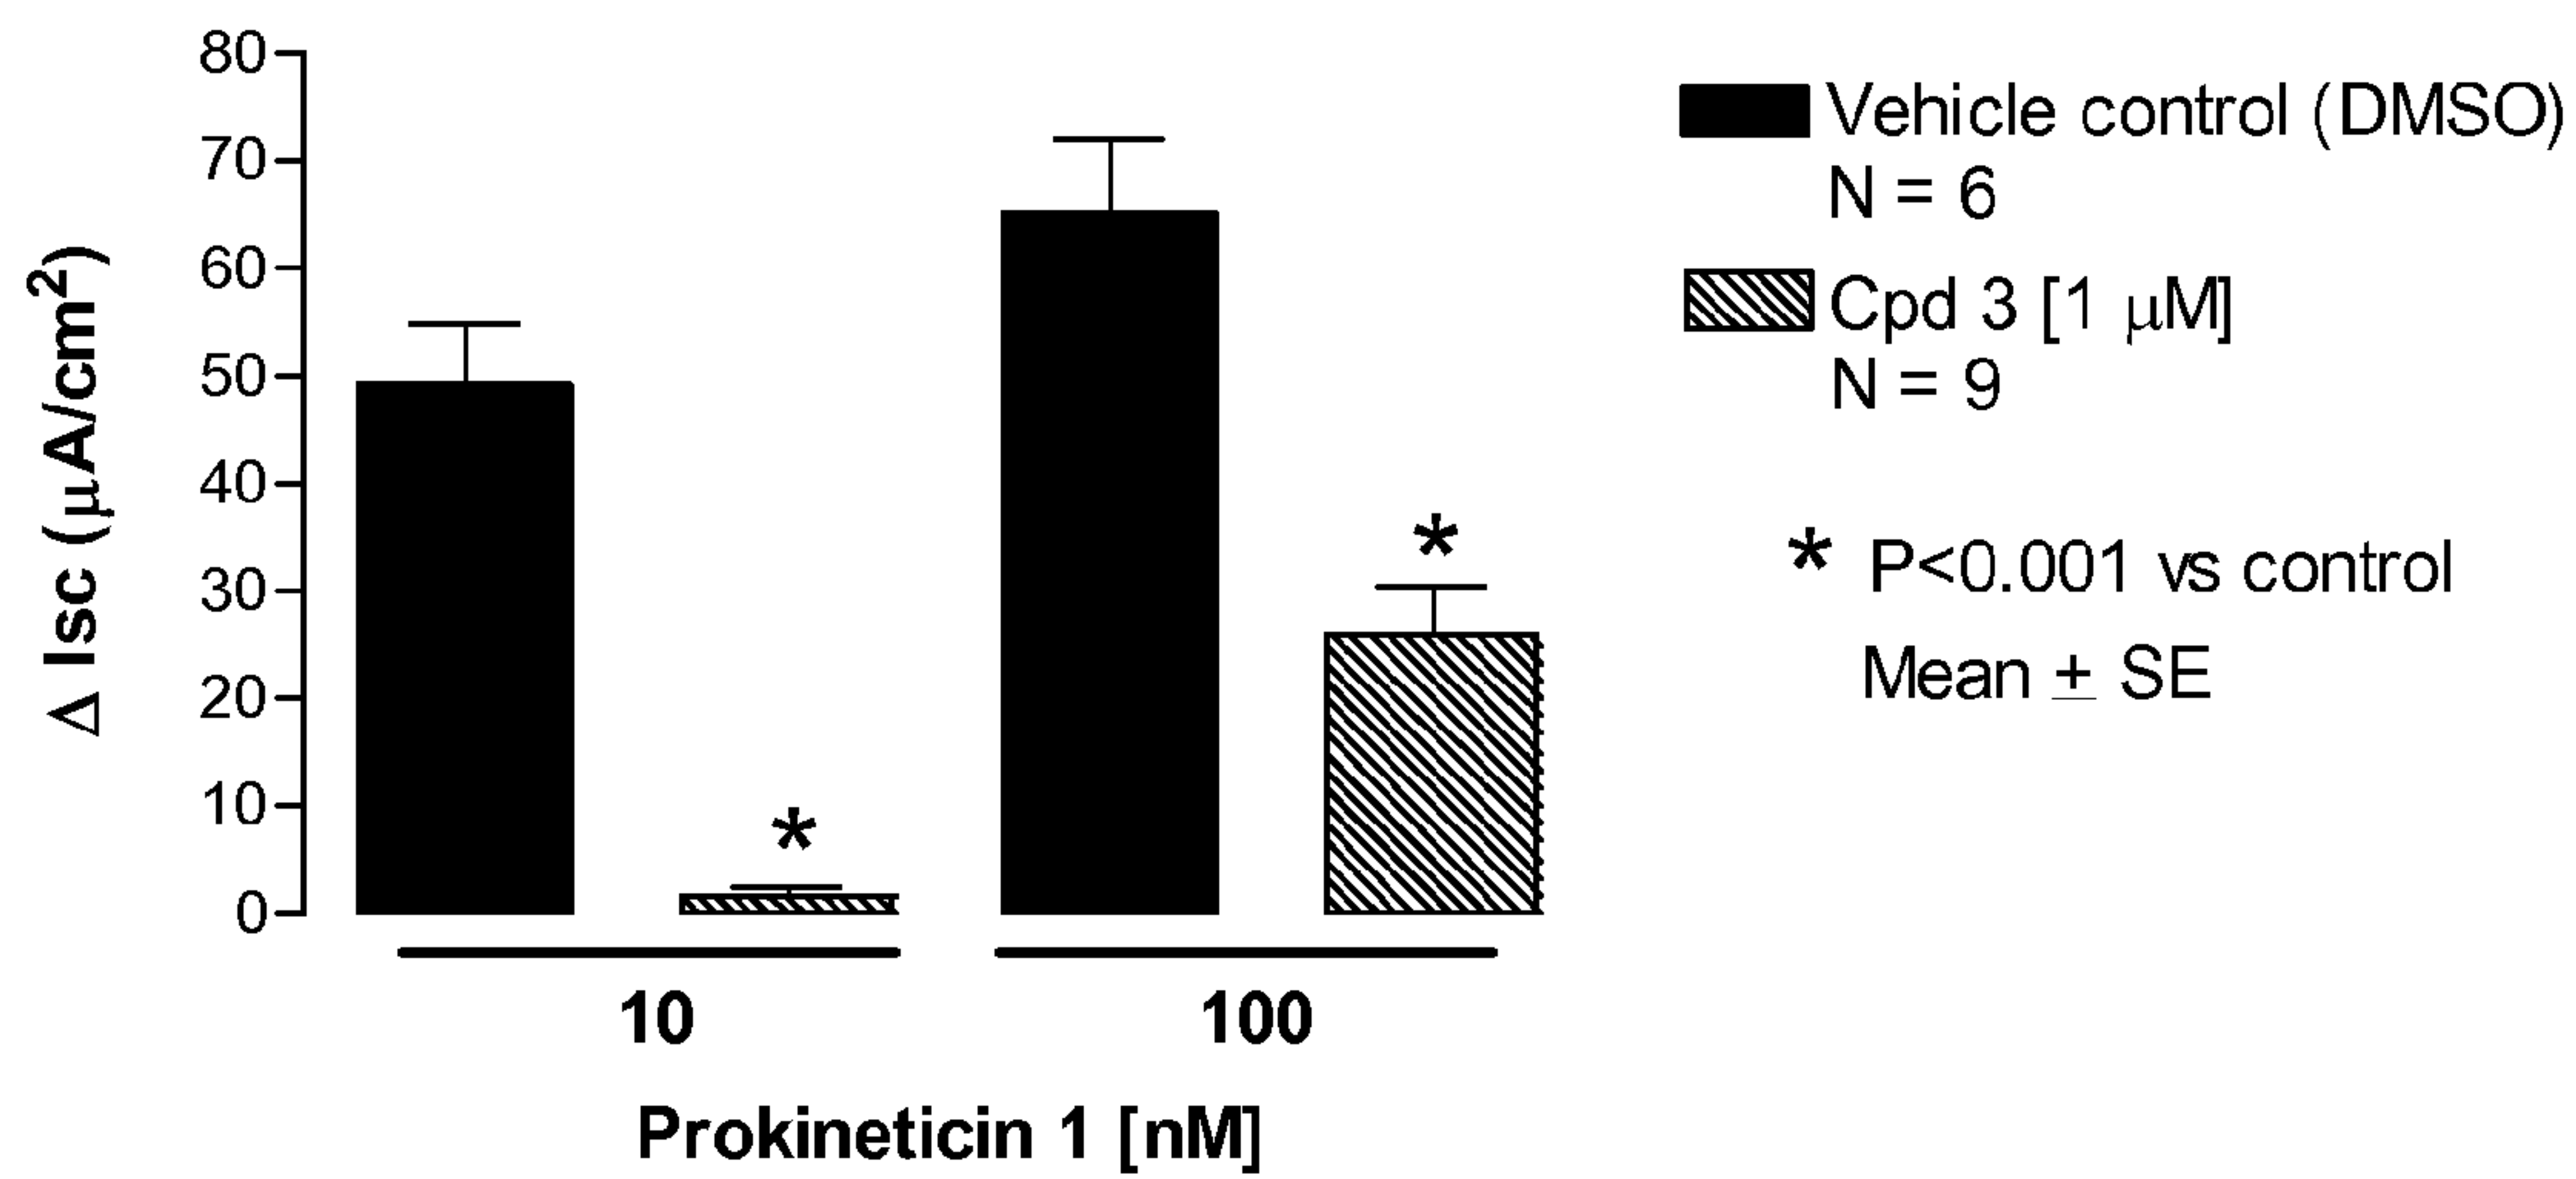 80
70
60
50
40
30
20
10
0
Δ Isc (μA/cm²)
*
*
10
100
Prokineticin 1 [nM]
Vehicle control (DMSO)
N = 6
Cpd 3 [1 μM]
N = 9
* P<0.001 vs control
Mean ± SE